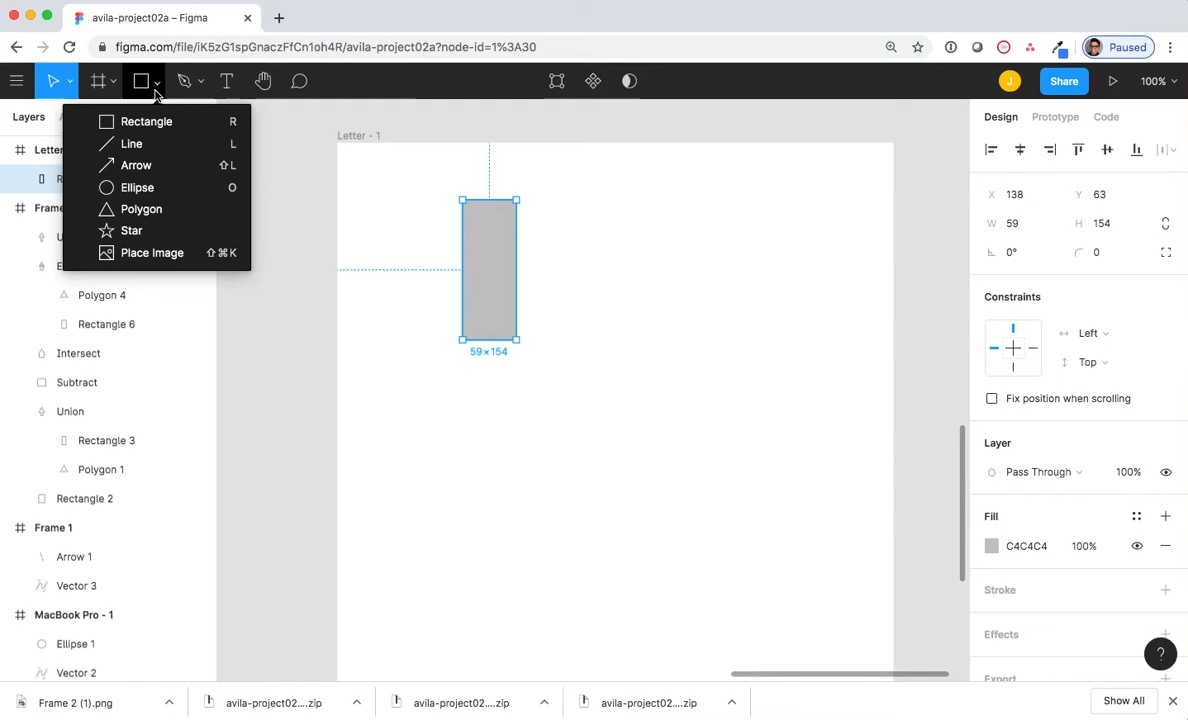 avila-project02a – Figma
figma.com/file/iK5zG1spGnaczFfCn1oh4R/avila-project02a?node-id=1%3A30
Paused
J
Share
100%
Layers
Rectangle R
Line L
Arrow ⇧L
Ellipse O
Polygon
Star
Place Image ⇧⌘K
Polygon 4
Rectangle 6
Intersect
Subtract
Union
Rectangle 3
Polygon 1
Rectangle 2
Frame 1
Arrow 1
Vector 3
MacBook Pro - 1
Ellipse 1
Vector 2
Letter - 1
59 × 154
Design Prototype Code
X 138 Y 63
W 59 H 154
0° 0
Constraints
Left
Top
Fix position when scrolling
Layer
Pass Through 100%
Fill
C4C4C4 100%
Stroke
Effects
Export
?
Frame 2 (1).png
avila-project02....zip
avila-project02....zip
avila-project02....zip
Show All